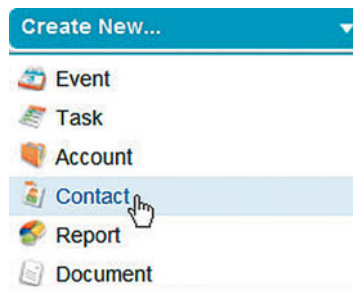 Create New...
Event
Task
Account
Contact
Report
Document